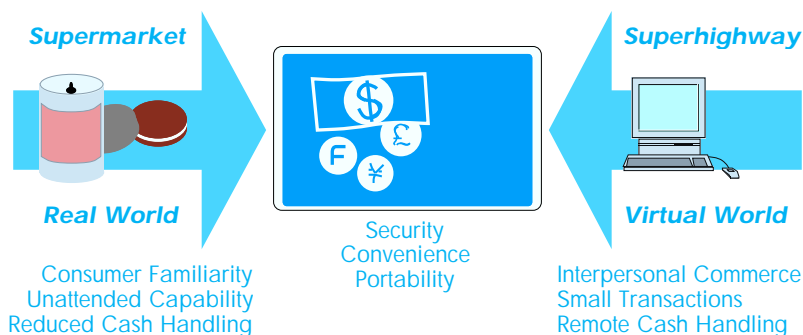 Supermarket
Real World
Consumer Familiarity
Unattended Capability
Reduced Cash Handling
$
£
F
¥
Security
Convenience
Portability
Superhighway
Virtual World
Interpersonal Commerce
Small Transactions
Remote Cash Handling